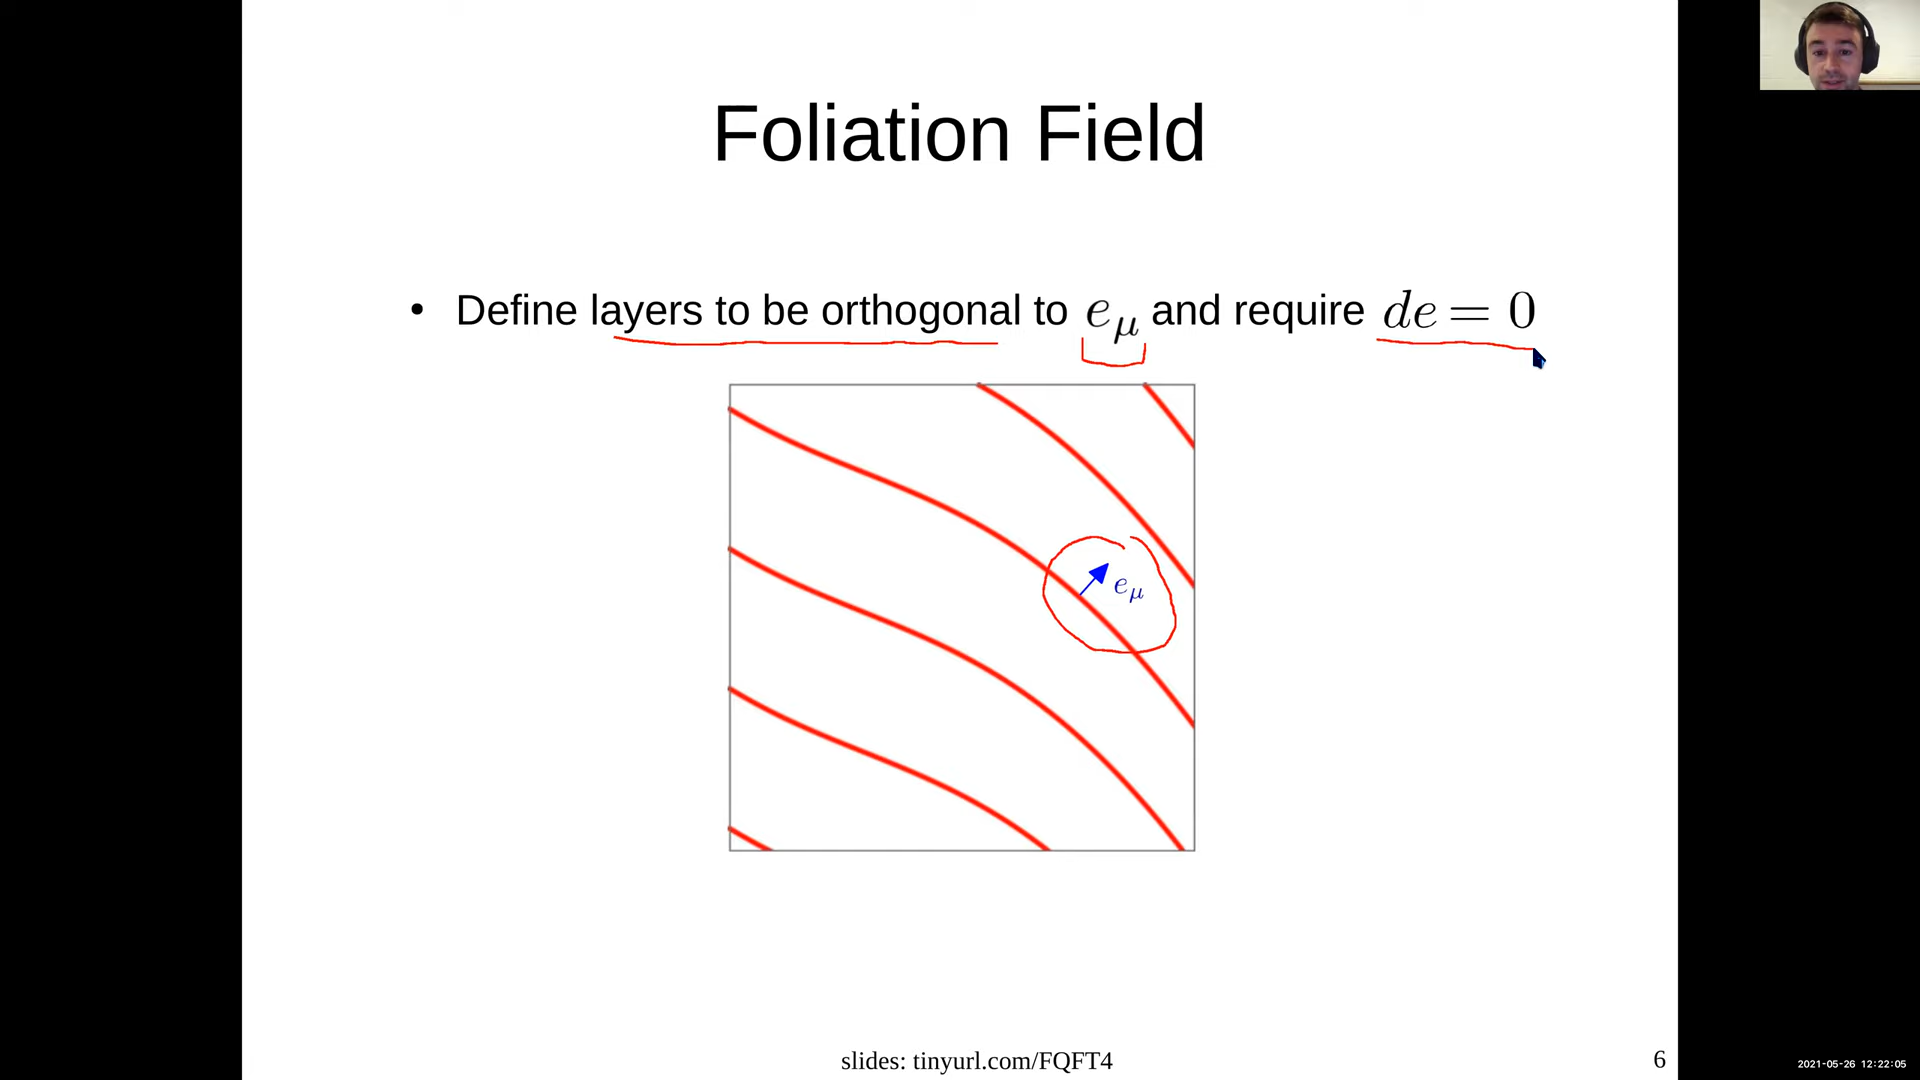 Foliation Field
• Define layers to be orthogonal to eμ and require de = 0
eμ
slides: tinyurl.com/FQFT4
6
2021-05-26 12:22:05